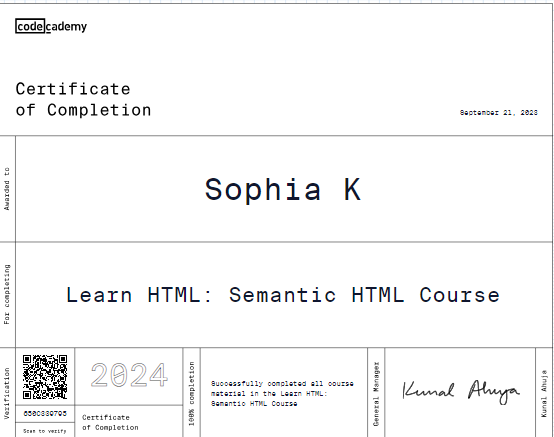 codecademy
Certificate
of Completion
September 21, 2023
Awarded to
Sophia K
For completing
Learn HTML: Semantic HTML Course
Verification
Scan to verify
2024
Certificate
of Completion
100% completion
Successfully completed all course
material in the Learn HTML:
Semantic HTML Course
General Manager
Kunal Ahuja
Kunal Ahuja